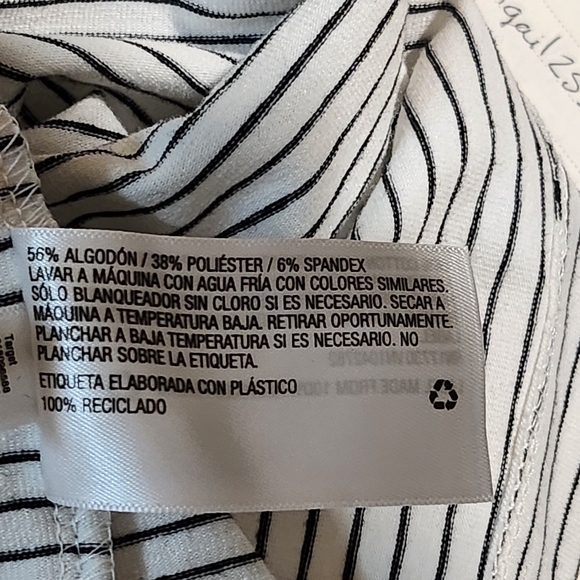 56% ALGODÓN / 38% POLIÉSTER / 6% SPANDEX
LAVAR A MÁQUINA CON AGUA FRÍA CON COLORES SIMILARES.
SÓLO BLANQUEADOR SIN CLORO SI ES NECESARIO. SECAR A
MÁQUINA A TEMPERATURA BAJA. RETIRAR OPORTUNAMENTE.
PLANCHAR A BAJA TEMPERATURA SI ES NECESARIO. NO
PLANCHAR SOBRE LA ETIQUETA.
ETIQUETA ELABORADA CON PLÁSTICO
100% RECICLADO
Target